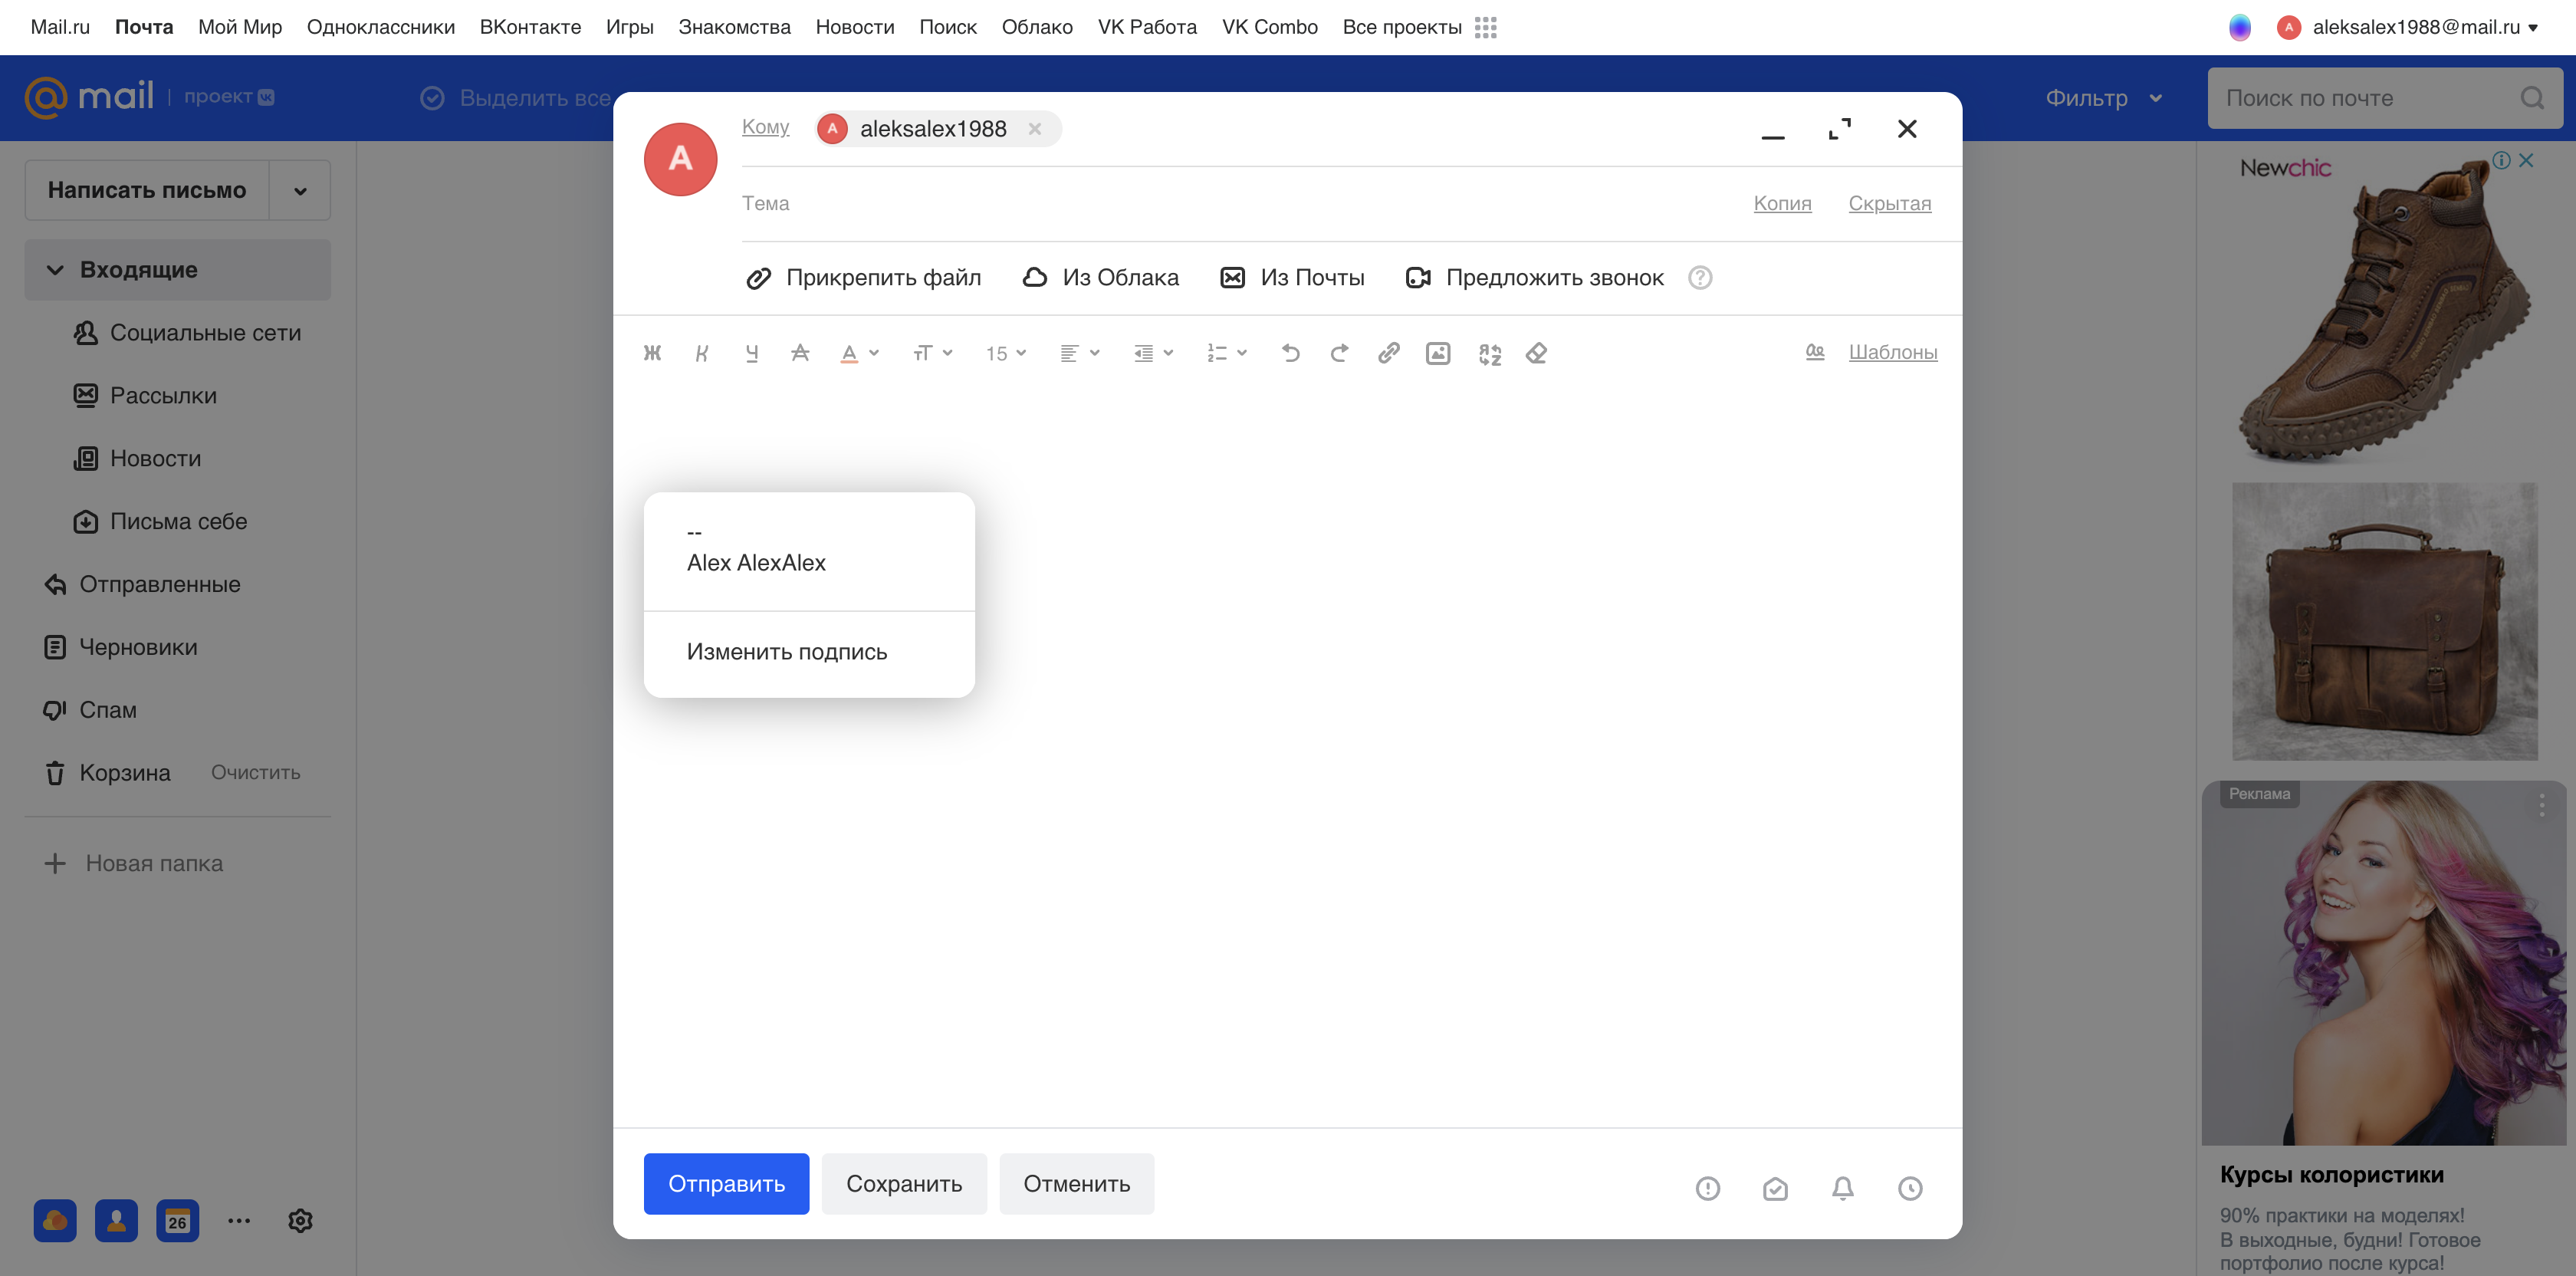 Mail.ru Почта Мой Мир Одноклассники ВКонтакте Игры Знакомства Новости Поиск Облако VK Работа VK Combo Все проекты
A aleksalex1988@mail.ru
@mail проект
Выделить все
Фильтр
Поиск по почте
Написать письмо
Входящие
Социальные сети
Рассылки
Новости
Письма себе
Отправленные
Черновики
Спам
Корзина Очистить
Новая папка
26
A
Кому A aleksalex1988
Тема Копия Скрытая
Прикрепить файл Из Облака Из Почты Предложить звонок ?
Ж К Ч А А тТ 15 Шаблоны
--
Alex AlexAlex
Изменить подпись
Отправить Сохранить Отменить
Newchic
Реклама
Курсы колористики
90% практики на моделях!
В выходные, будни! Готовое
портфолио после курса!